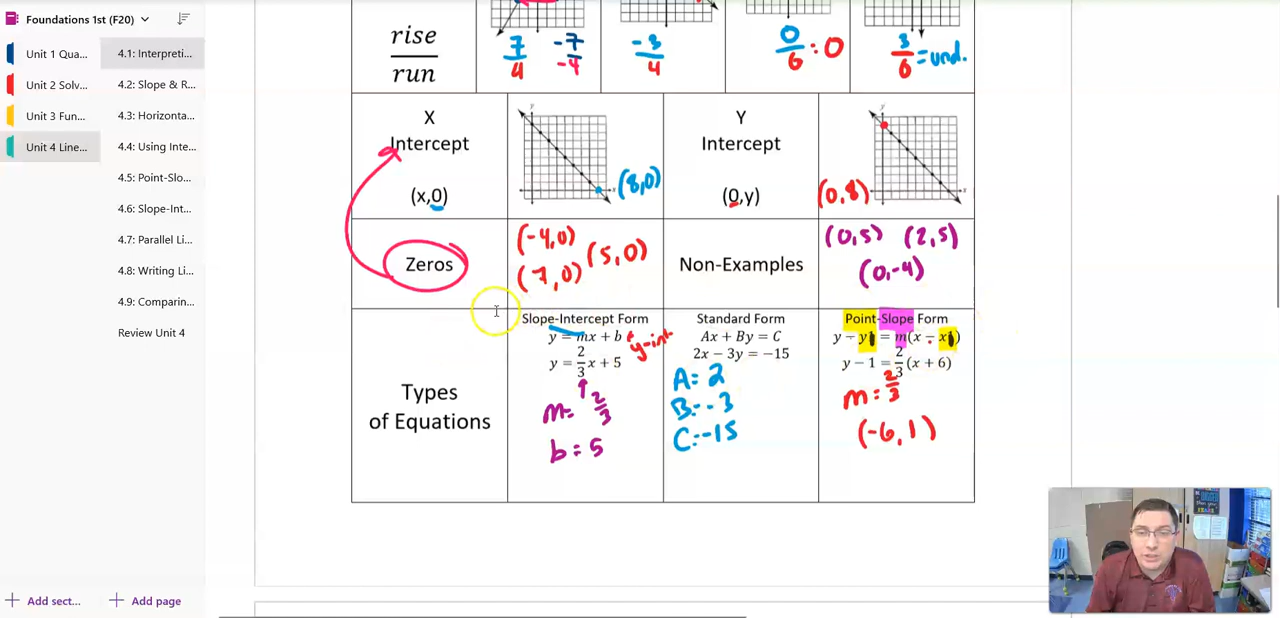 Foundations 1st (F20)
Unit 1 Qua...
Unit 2 Solv...
Unit 3 Fun...
Unit 4 Line...
4.1: Interpreti...
4.2: Slope & R...
4.3: Horizonta...
4.4: Using Inte...
4.5: Point-Slo...
4.6: Slope-Int...
4.7: Parallel Li...
4.8: Writing Li...
4.9: Comparin...
Review Unit 4
Add sect...
Add page
rise
run
7/4 -7/-4
-3/4
0/6 : 0
3/0 = und.
X
Intercept
(x,0)
(8,0)
Y
Intercept
(0,y)
(0,8)
Zeros
(-4,0)
(5,0)
(7,0)
Non-Examples
(0,5) (2,5)
(0,-4)
Types
of Equations
Slope-Intercept Form
y = mx + b y-int
y = 2/3 x + 5
m= 2/3
b = 5
Standard Form
Ax + By = C
2x − 3y = −15
A: 2
B: -3
C: -15
Point-Slope Form
y − y1 = m(x − x1)
y − 1 = 2/3 (x + 6)
m = 2/3
(-6, 1)